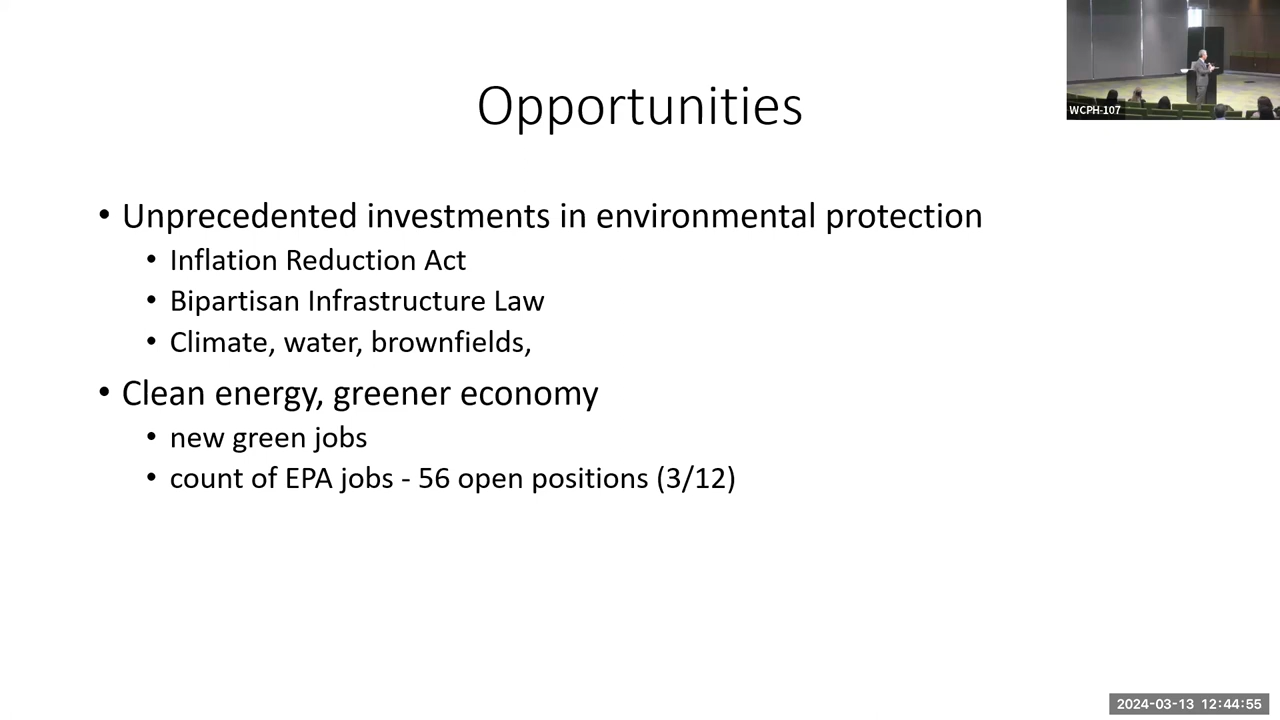 WCPH-107
Opportunities
• Unprecedented investments in environmental protection
• Inflation Reduction Act
• Bipartisan Infrastructure Law
• Climate, water, brownfields,
• Clean energy, greener economy
• new green jobs
• count of EPA jobs - 56 open positions (3/12)
2024-03-13 12:44:55